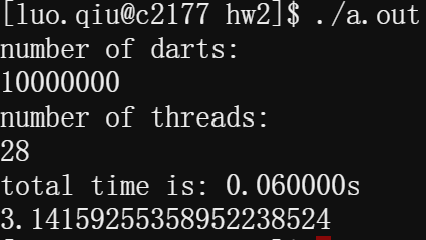 [luo.qiu@c2177 hw2]$ ./a.out
number of darts:
10000000
number of threads:
28
total time is: 0.060000s
3.14159255358952238524